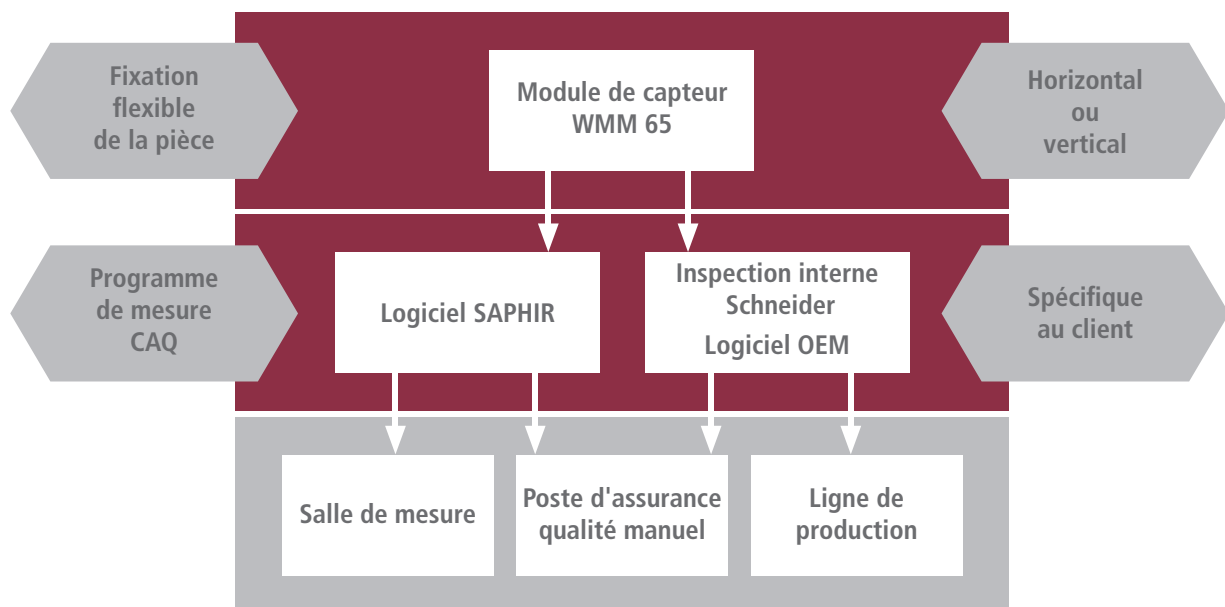 Fixation
flexible
de la pièce
Module de capteur
WMM 65
Horizontal
ou
vertical
Programme
de mesure
CAQ
Logiciel SAPHIR
Inspection interne
Schneider
Logiciel OEM
Spécifique
au client
Salle de mesure
Poste d'assurance
qualité manuel
Ligne de
production